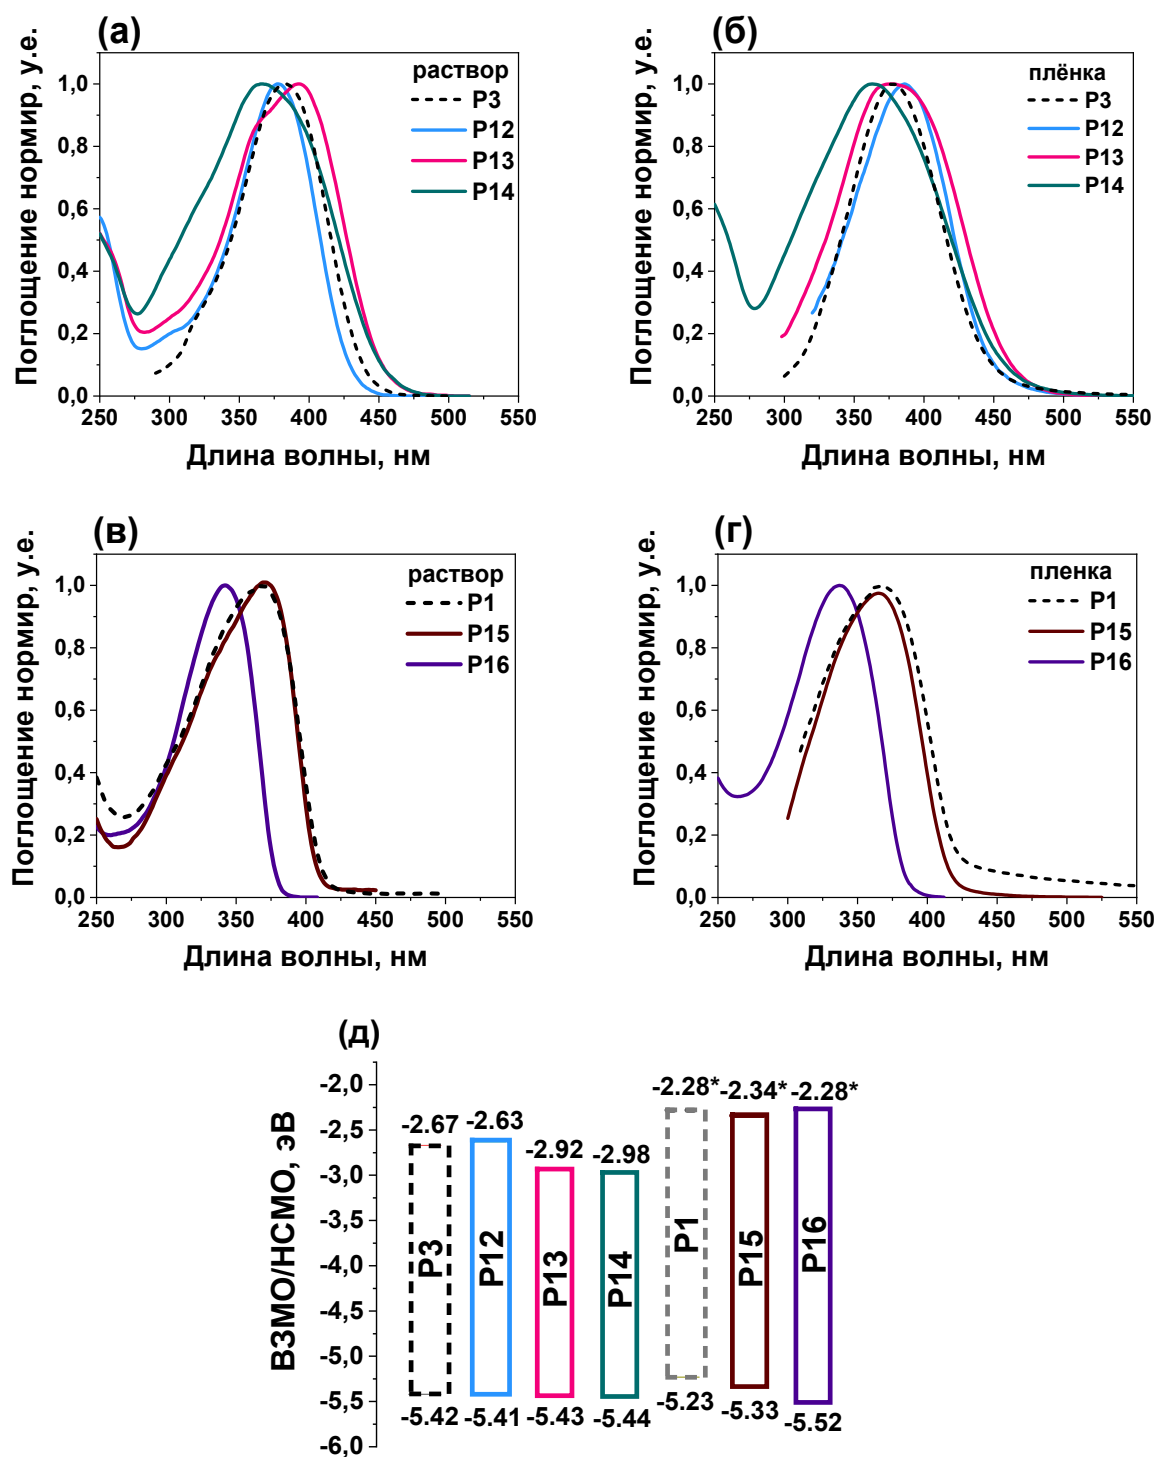 (а)
раствор
P3
P12
P13
P14
Поглощение нормир, у.е.
1,0
0,8
0,6
0,4
0,2
0,0
250 300 350 400 450 500 550
Длина волны, нм
(б)
плёнка
P3
P12
P13
P14
Поглощение нормир, у.е.
1,0
0,8
0,6
0,4
0,2
0,0
250 300 350 400 450 500 550
Длина волны, нм
(в)
раствор
P1
P15
P16
Поглощение нормир, у.е.
1,0
0,8
0,6
0,4
0,2
0,0
250 300 350 400 450 500 550
Длина волны, нм
(г)
пленка
P1
P15
P16
Поглощение нормир, у.е.
1,0
0,8
0,6
0,4
0,2
0,0
250 300 350 400 450 500 550
Длина волны, нм
(д)
ВЗМО/НСМО, эВ
-2,0
-2,5
-3,0
-3,5
-4,0
-4,5
-5,0
-5,5
-6,0
-2.67 -2.63 -2.92 -2.98 -2.28* -2.34* -2.28*
P3 P12 P13 P14 P1 P15 P16
-5.42 -5.41 -5.43 -5.44 -5.23 -5.33 -5.52